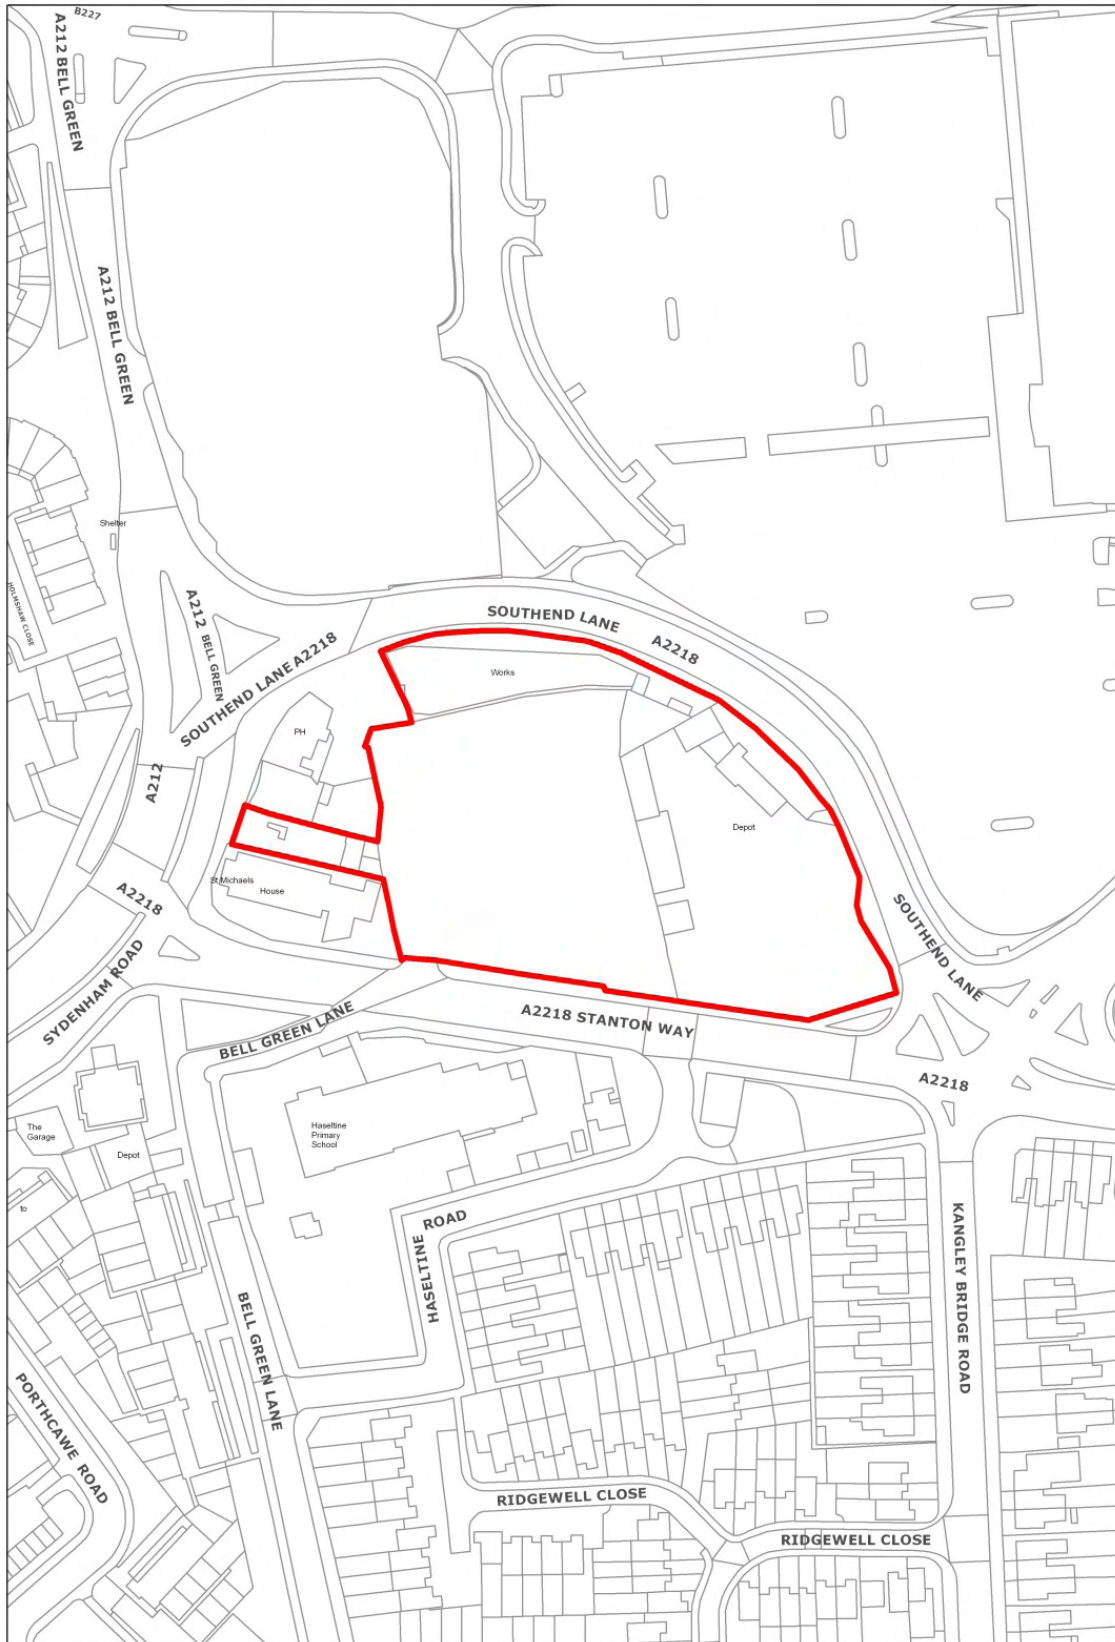 B227
A212 BELL GREEN
A212 BELL GREEN
Shelter
HOLMSHAW CLOSE
A212 BELL GREEN
SOUTHEND LANE A2218
SOUTHEND LANE
A2218
Works
PH
A212
Depot
St Michaels
House
A2218
SOUTHEND LANE
SYDENHAM ROAD
BELL GREEN LANE
A2218 STANTON WAY
A2218
The
Garage
Depot
Haseltine
Primary
School
to
HASELTINE
ROAD
KANGLEY BRIDGE ROAD
BELL GREEN LANE
PORTHCAWE ROAD
RIDGEWELL CLOSE
RIDGEWELL CLOSE